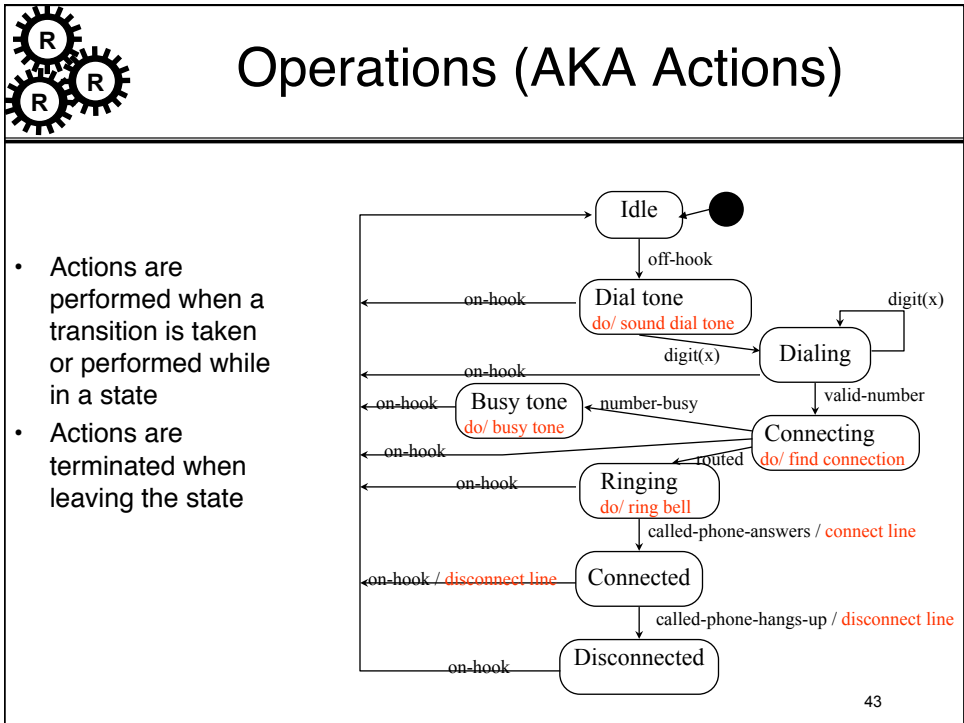 R
R
R
Operations (AKA Actions)
• Actions are
performed when a
transition is taken
or performed while
in a state
• Actions are
terminated when
leaving the state
Idle
off-hook
on-hook
Dial tone
do/ sound dial tone
digit(x)
digit(x)
Dialing
on-hook
valid-number
on-hook
Busy tone
do/ busy tone
number-busy
Connecting
do/ find connection
on-hook
routed
on-hook
Ringing
do/ ring bell
called-phone-answers / connect line
on-hook / disconnect line
Connected
called-phone-hangs-up / disconnect line
on-hook
Disconnected
43